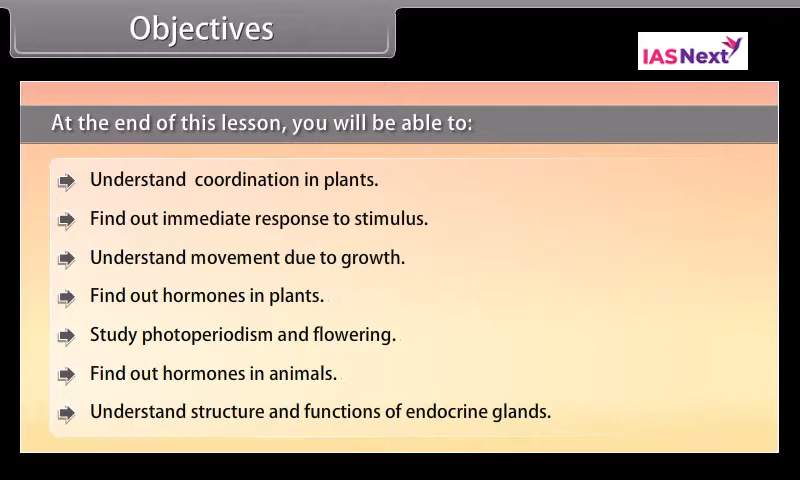 Objectives
IASNext
At the end of this lesson, you will be able to:
Understand coordination in plants.
Find out immediate response to stimulus.
Understand movement due to growth.
Find out hormones in plants.
Study photoperiodism and flowering.
Find out hormones in animals.
Understand structure and functions of endocrine glands.